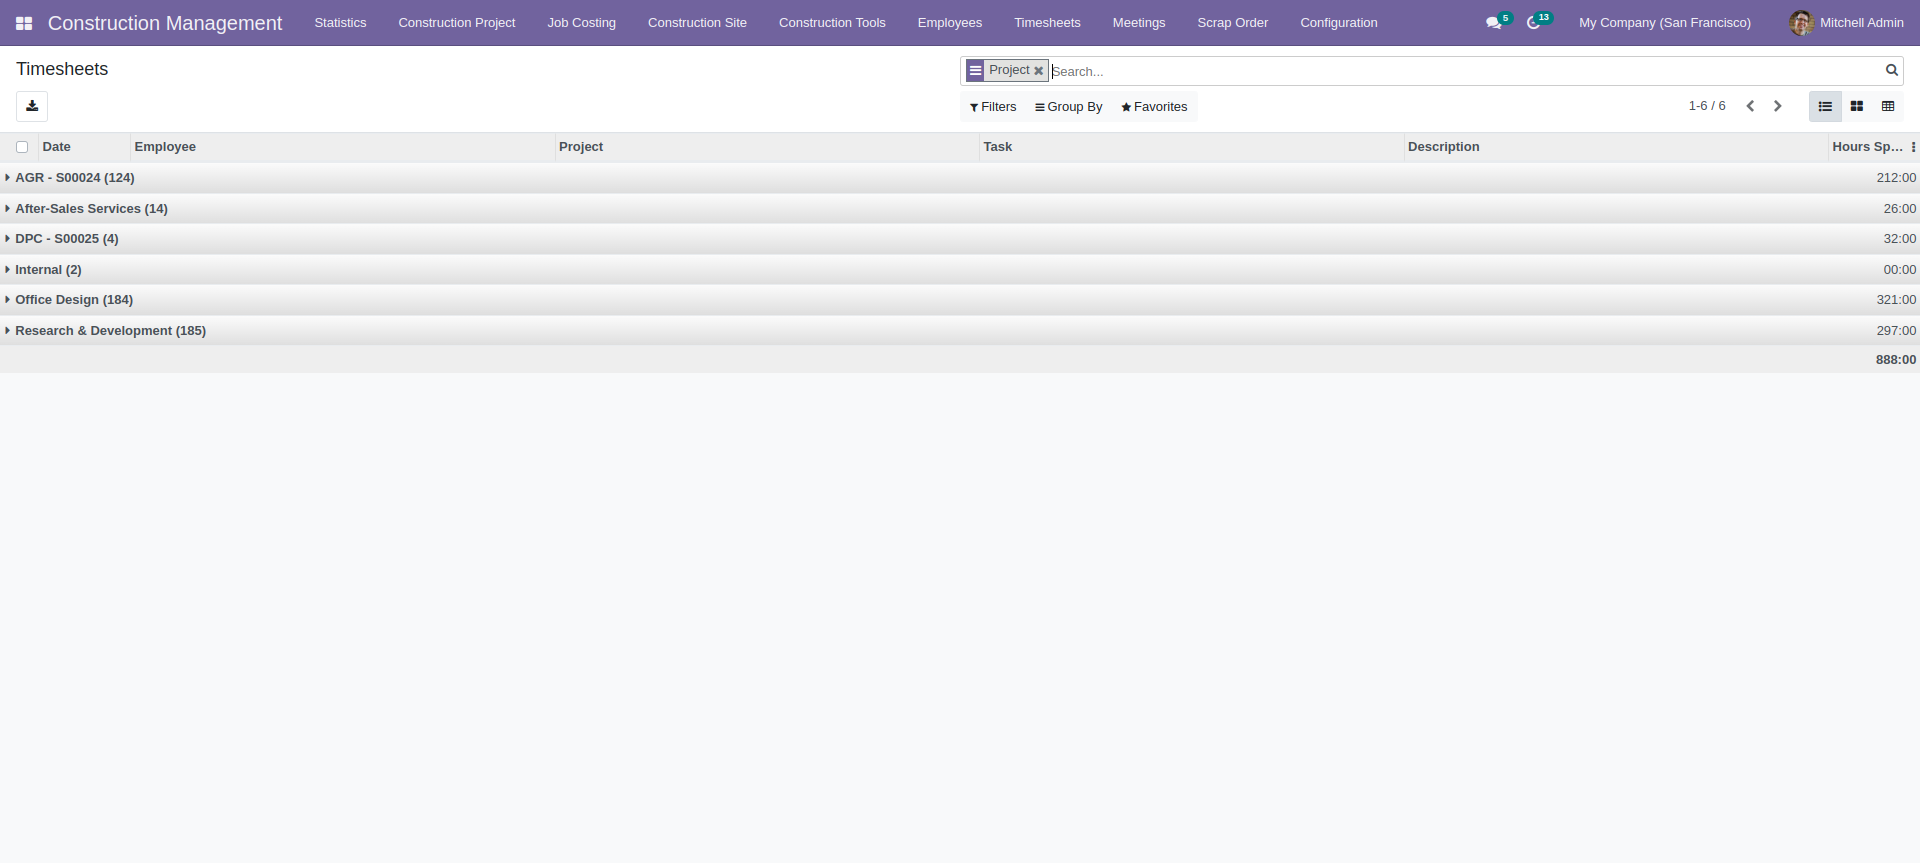 Construction Management Statistics Construction Project Job Costing Construction Site Construction Tools Employees Timesheets Meetings Scrap Order Configuration 5 13 My Company (San Francisco) Mitchell Admin
Timesheets Project Search...
Filters Group By Favorites 1-6 / 6
Date Employee Project Task Description Hours Sp...
AGR - S00024 (124) 212:00
After-Sales Services (14) 26:00
DPC - S00025 (4) 32:00
Internal (2) 00:00
Office Design (184) 321:00
Research & Development (185) 297:00
888:00